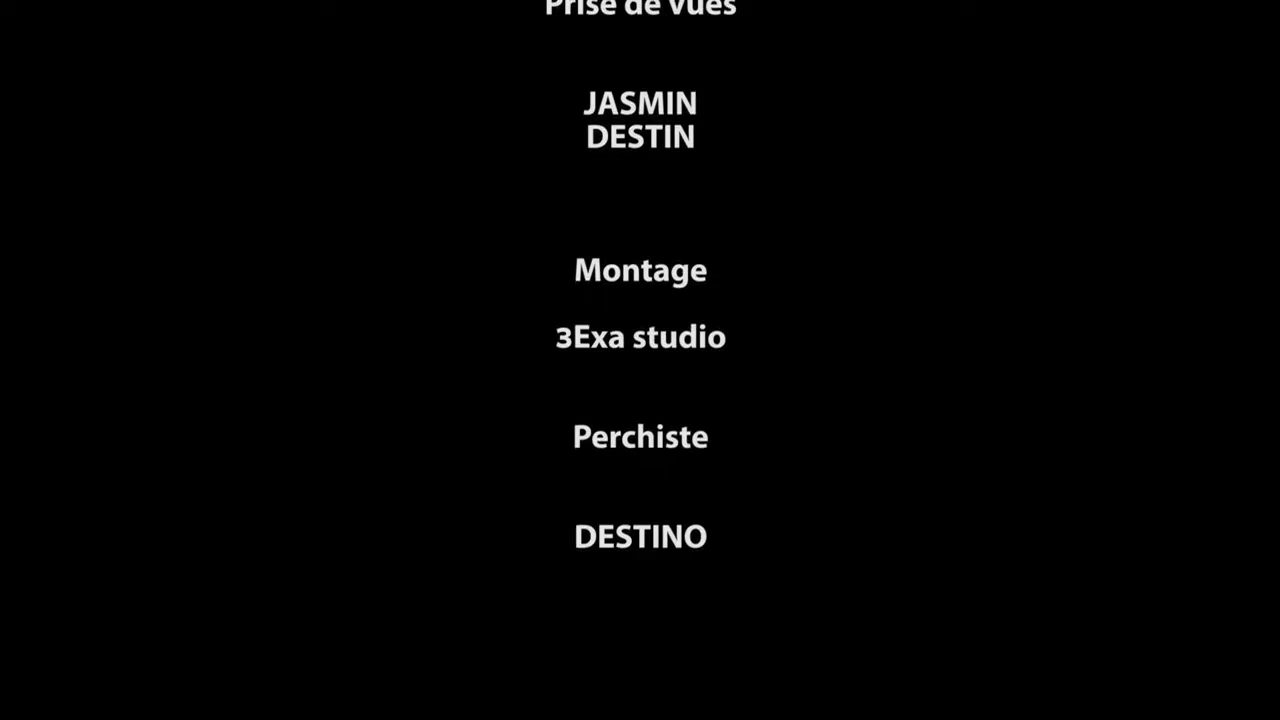 Prise de vues
JASMIN
DESTIN
Montage
3Exa studio
Perchiste
DESTINO